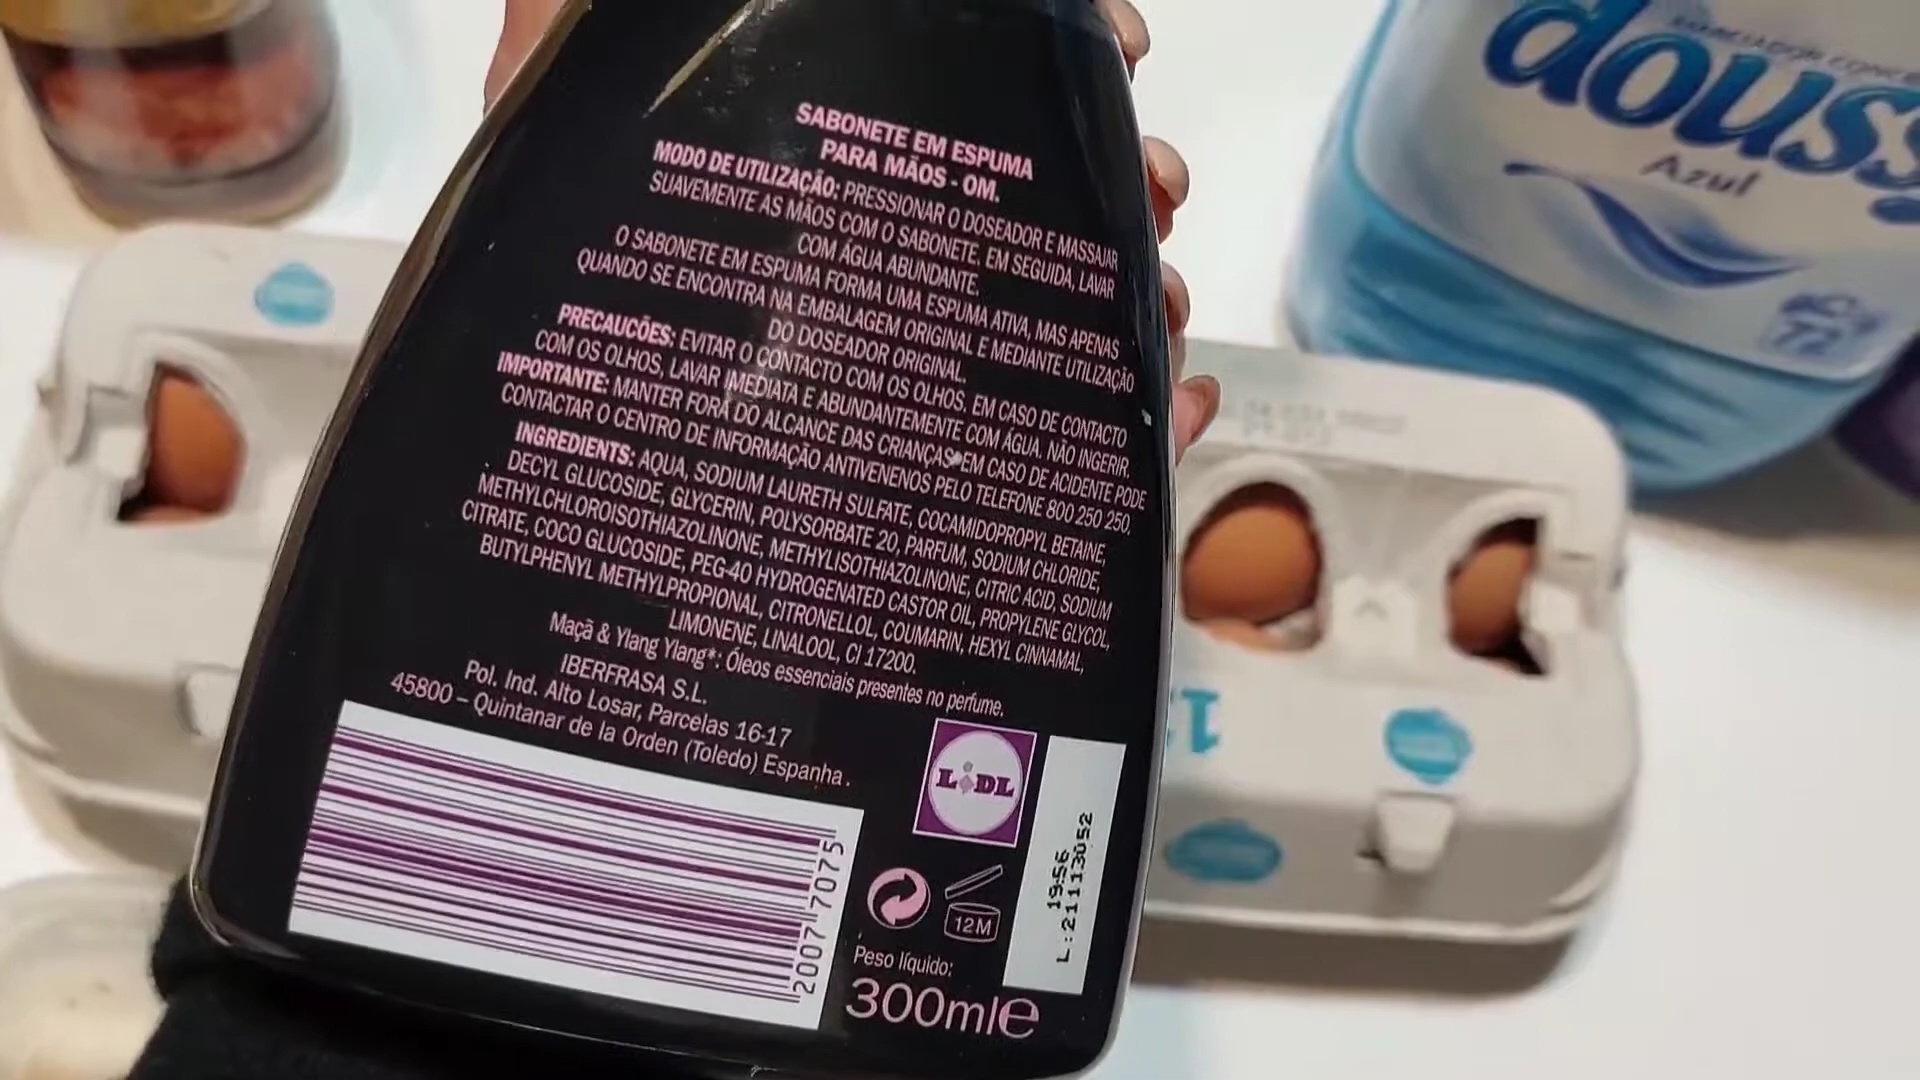 SABONETE EM ESPUMA
PARA MÃOS - OM.
MODO DE UTILIZAÇÃO: PRESSIONAR O DOSEADOR E MASSAJAR
SUAVEMENTE AS MÃOS COM O SABONETE. EM SEGUIDA, LAVAR
COM ÁGUA ABUNDANTE.
O SABONETE EM ESPUMA FORMA UMA ESPUMA ATIVA, MAS APENAS
QUANDO SE ENCONTRA NA EMBALAGEM ORIGINAL E MEDIANTE UTILIZAÇÃO
DO DOSEADOR ORIGINAL.
PRECAUCÕES: EVITAR O CONTACTO COM OS OLHOS. EM CASO DE CONTACTO
COM OS OLHOS, LAVAR IMEDIATA E ABUNDANTEMENTE COM ÁGUA. NÃO INGERIR.
IMPORTANTE: MANTER FORA DO ALCANCE DAS CRIANÇAS. EM CASO DE ACIDENTE PODE
CONTACTAR O CENTRO DE INFORMAÇÃO ANTIVENENOS PELO TELEFONE 800 250 250.
INGREDIENTS: AQUA, SODIUM LAURETH SULFATE, COCAMIDOPROPYL BETAINE,
DECYL GLUCOSIDE, GLYCERIN, POLYSORBATE 20, PARFUM, SODIUM CHLORIDE,
METHYLCHLOROISOTHIAZOLINONE, METHYLISOTHIAZOLINONE, CITRIC ACID, SODIUM
CITRATE, COCO GLUCOSIDE, PEG-40 HYDROGENATED CASTOR OIL, PROPYLENE GLYCOL,
BUTYLPHENYL METHYLPROPIONAL, CITRONELLOL, COUMARIN, HEXYL CINNAMAL,
LIMONENE, LINALOOL, CI 17200.
Maçã & Ylang Ylang*: Óleos essenciais presentes no perfume.
IBERFRASA S.L.
Pol. Ind. Alto Losar, Parcelas 16-17
45800 – Quintanar de la Orden (Toledo) Espanha.
LIDL
2007 7075
12M
19:56
L:211113052
Peso líquido:
300ml e
douss
Azul
72